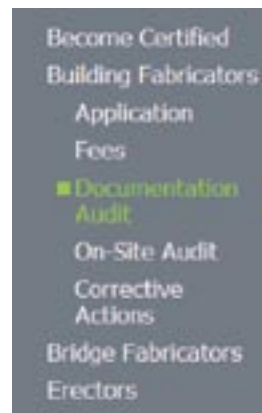 Become Certified
Building Fabricators
Application
Fees
Documentation
Audit
On-Site Audit
Corrective
Actions
Bridge Fabricators
Erectors